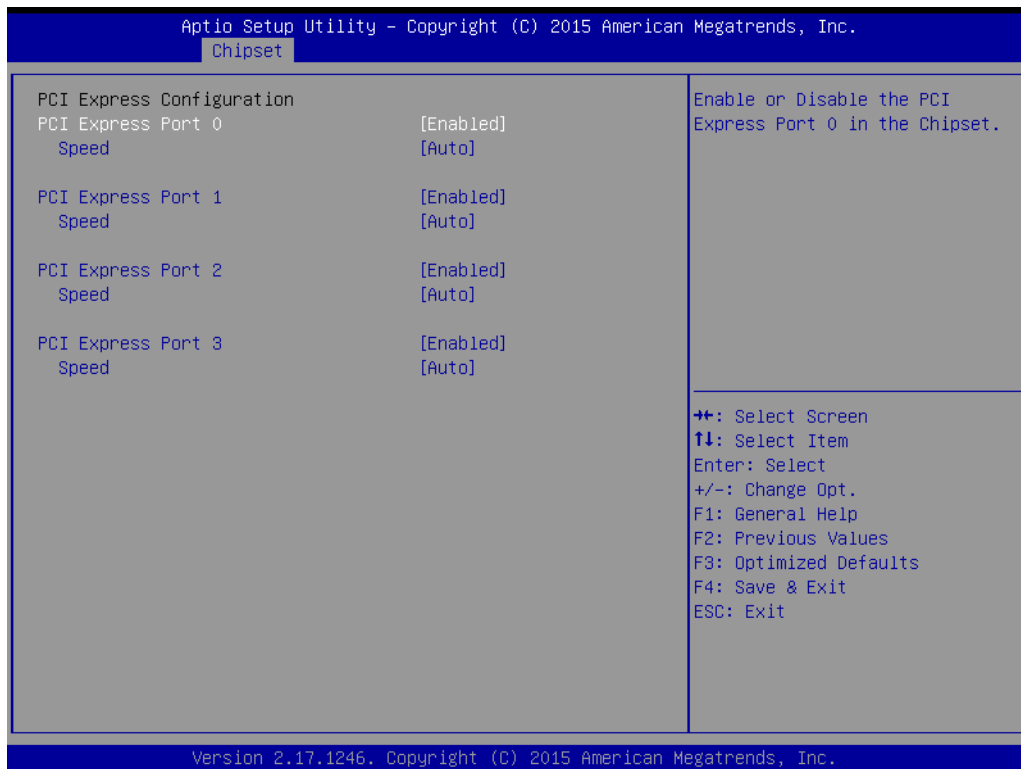 Aptio Setup Utility – Copyright (C) 2015 American Megatrends, Inc.
Chipset
PCI Express Configuration
PCI Express Port 0 [Enabled]
Speed [Auto]
PCI Express Port 1 [Enabled]
Speed [Auto]
PCI Express Port 2 [Enabled]
Speed [Auto]
PCI Express Port 3 [Enabled]
Speed [Auto]
Enable or Disable the PCI
Express Port 0 in the Chipset.
→←: Select Screen
↑↓: Select Item
Enter: Select
+/-: Change Opt.
F1: General Help
F2: Previous Values
F3: Optimized Defaults
F4: Save & Exit
ESC: Exit
Version 2.17.1246. Copyright (C) 2015 American Megatrends, Inc.